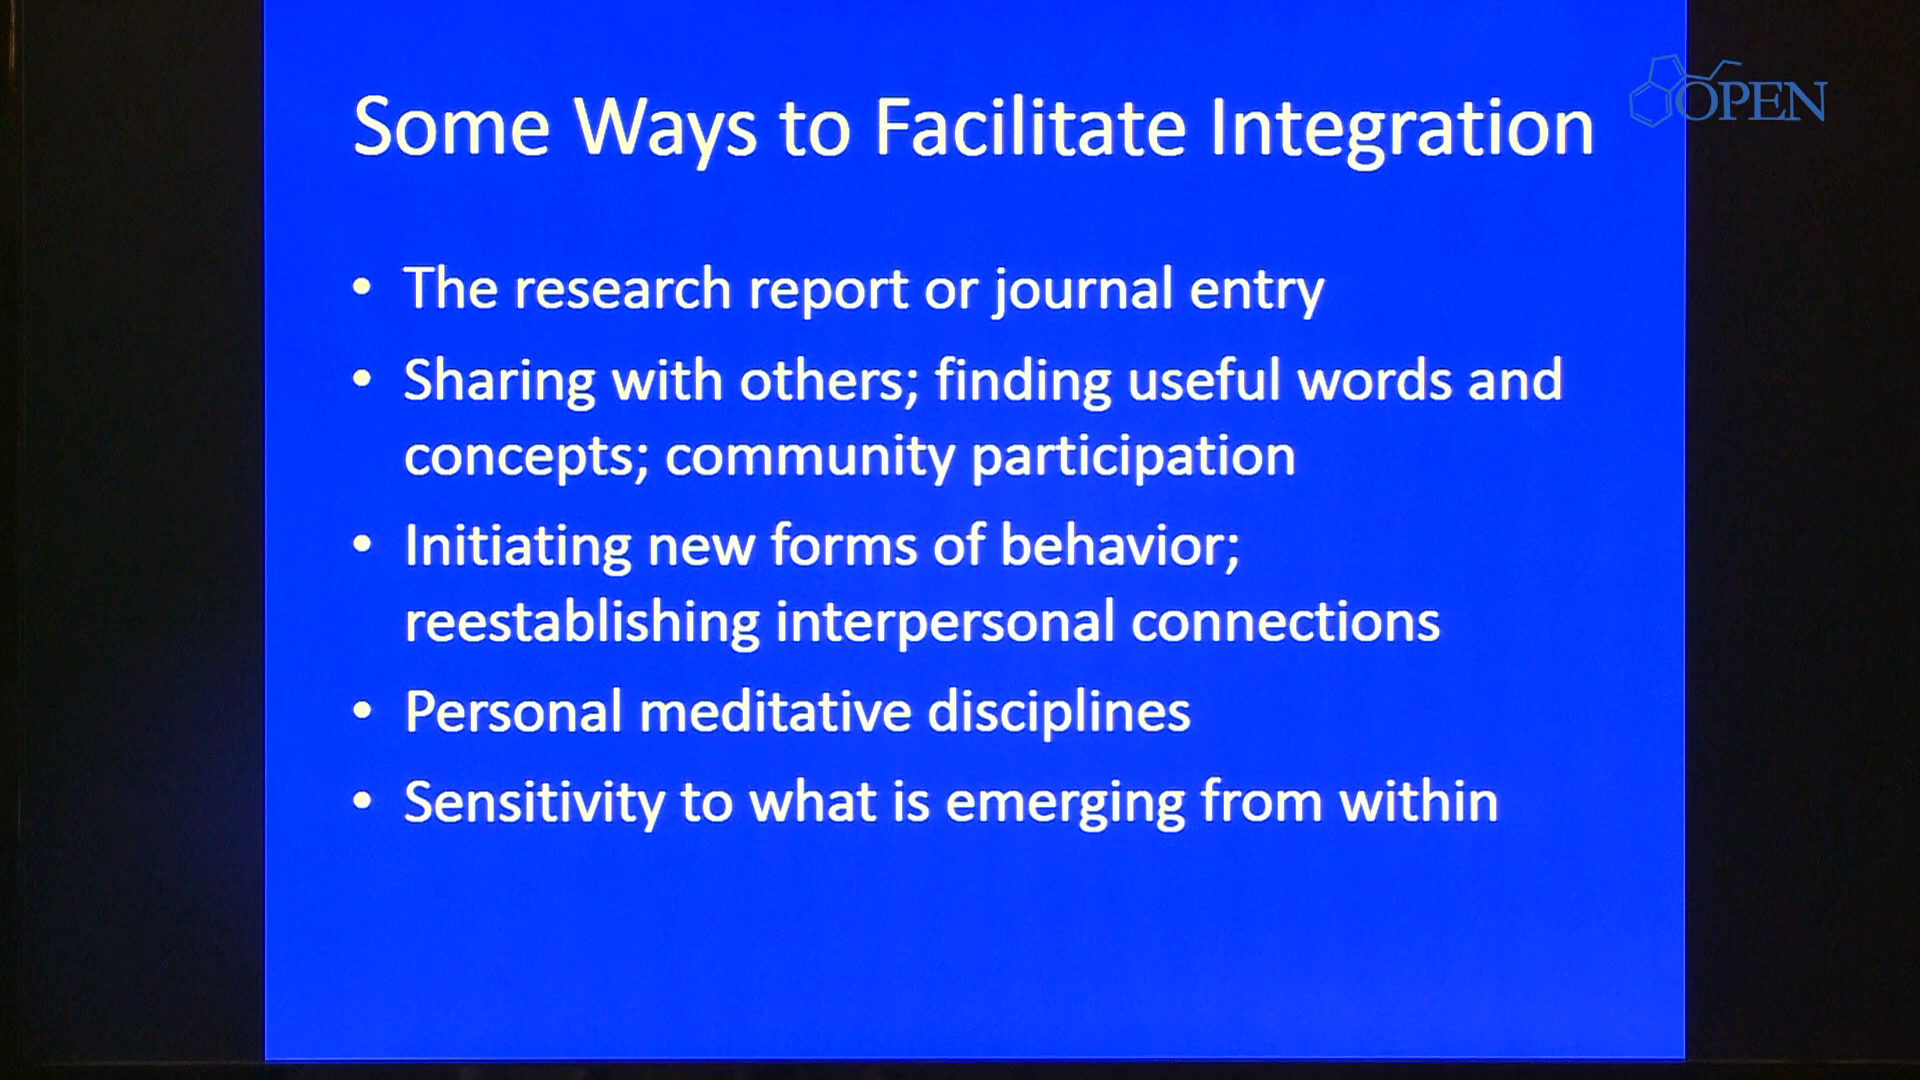 Some Ways to Facilitate Integration
OPEN
• The research report or journal entry
• Sharing with others; finding useful words and
concepts; community participation
• Initiating new forms of behavior;
reestablishing interpersonal connections
• Personal meditative disciplines
• Sensitivity to what is emerging from within